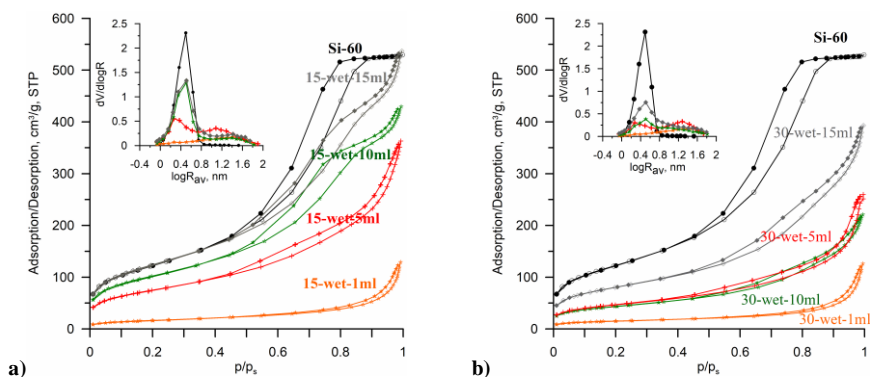 600
500
400
300
200
100
0
Adsorption/Desorption, cm³/g, STP
0 0.2 0.4 0.6 0.8 1
p/pₛ
2.5
2
1.5
1
0.5
0
dV/dlogR
-0.4 0 0.4 0.8 1.2 1.6 2
logRₐᵥ, nm
Si-60
15-wet-15ml
15-wet-10ml
15-wet-5ml
15-wet-1ml
a)
600
500
400
300
200
100
0
Adsorption/Desorption, cm³/g, STP
0 0.2 0.4 0.6 0.8 1
p/pₛ
2.5
2
1.5
1
0.5
0
dV/dlogR
-0.4 0 0.4 0.8 1.2 1.6 2
logRₐᵥ, nm
Si-60
30-wet-15ml
30-wet-5ml
30-wet-10ml
30-wet-1ml
b)